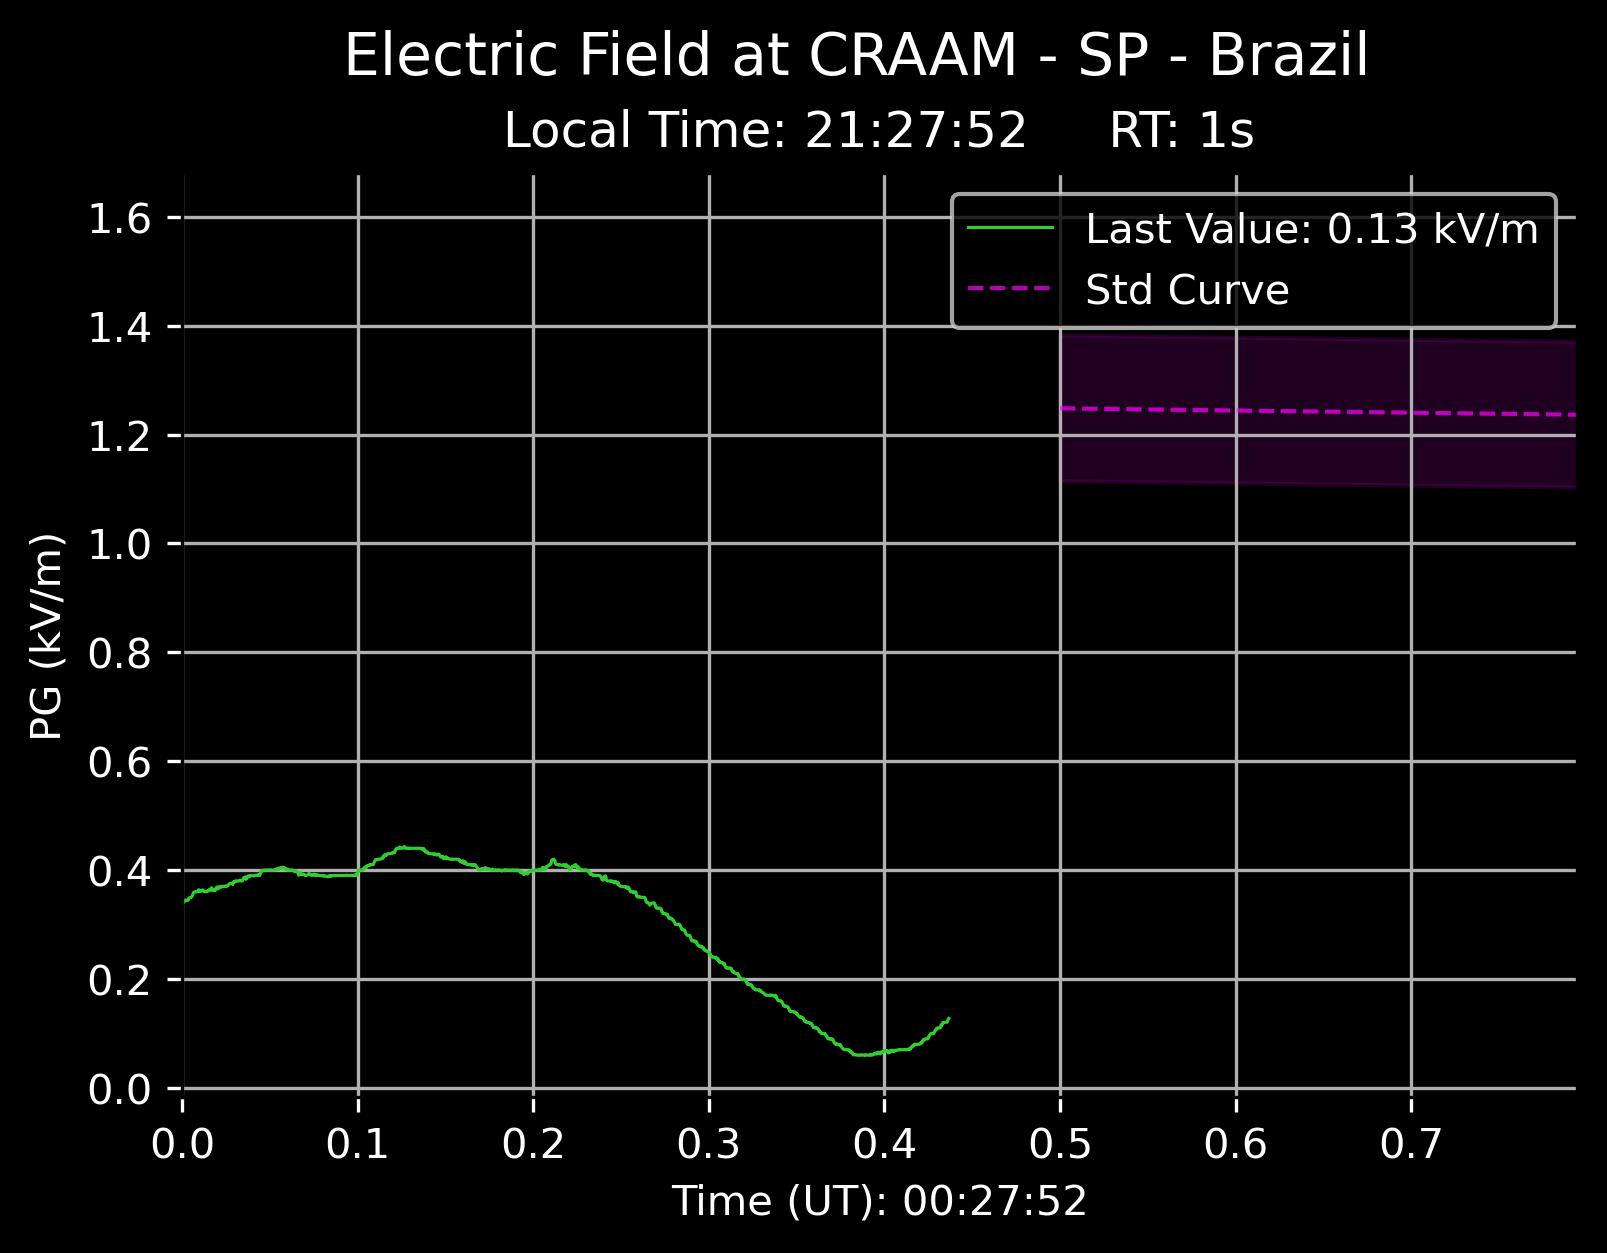 Electric Field at CRAAM - SP - Brazil
Local Time: 21:27:52 RT: 1s
Last Value: 0.13 kV/m
Std Curve
PG (kV/m)
1.6
1.4
1.2
1.0
0.8
0.6
0.4
0.2
0.0
0.0 0.1 0.2 0.3 0.4 0.5 0.6 0.7
Time (UT): 00:27:52